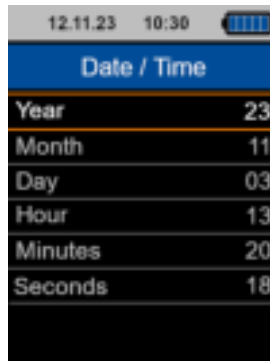 12.11.23 10:30
Date / Time
Year 23
Month 11
Day 03
Hour 13
Minutes 20
Seconds 18